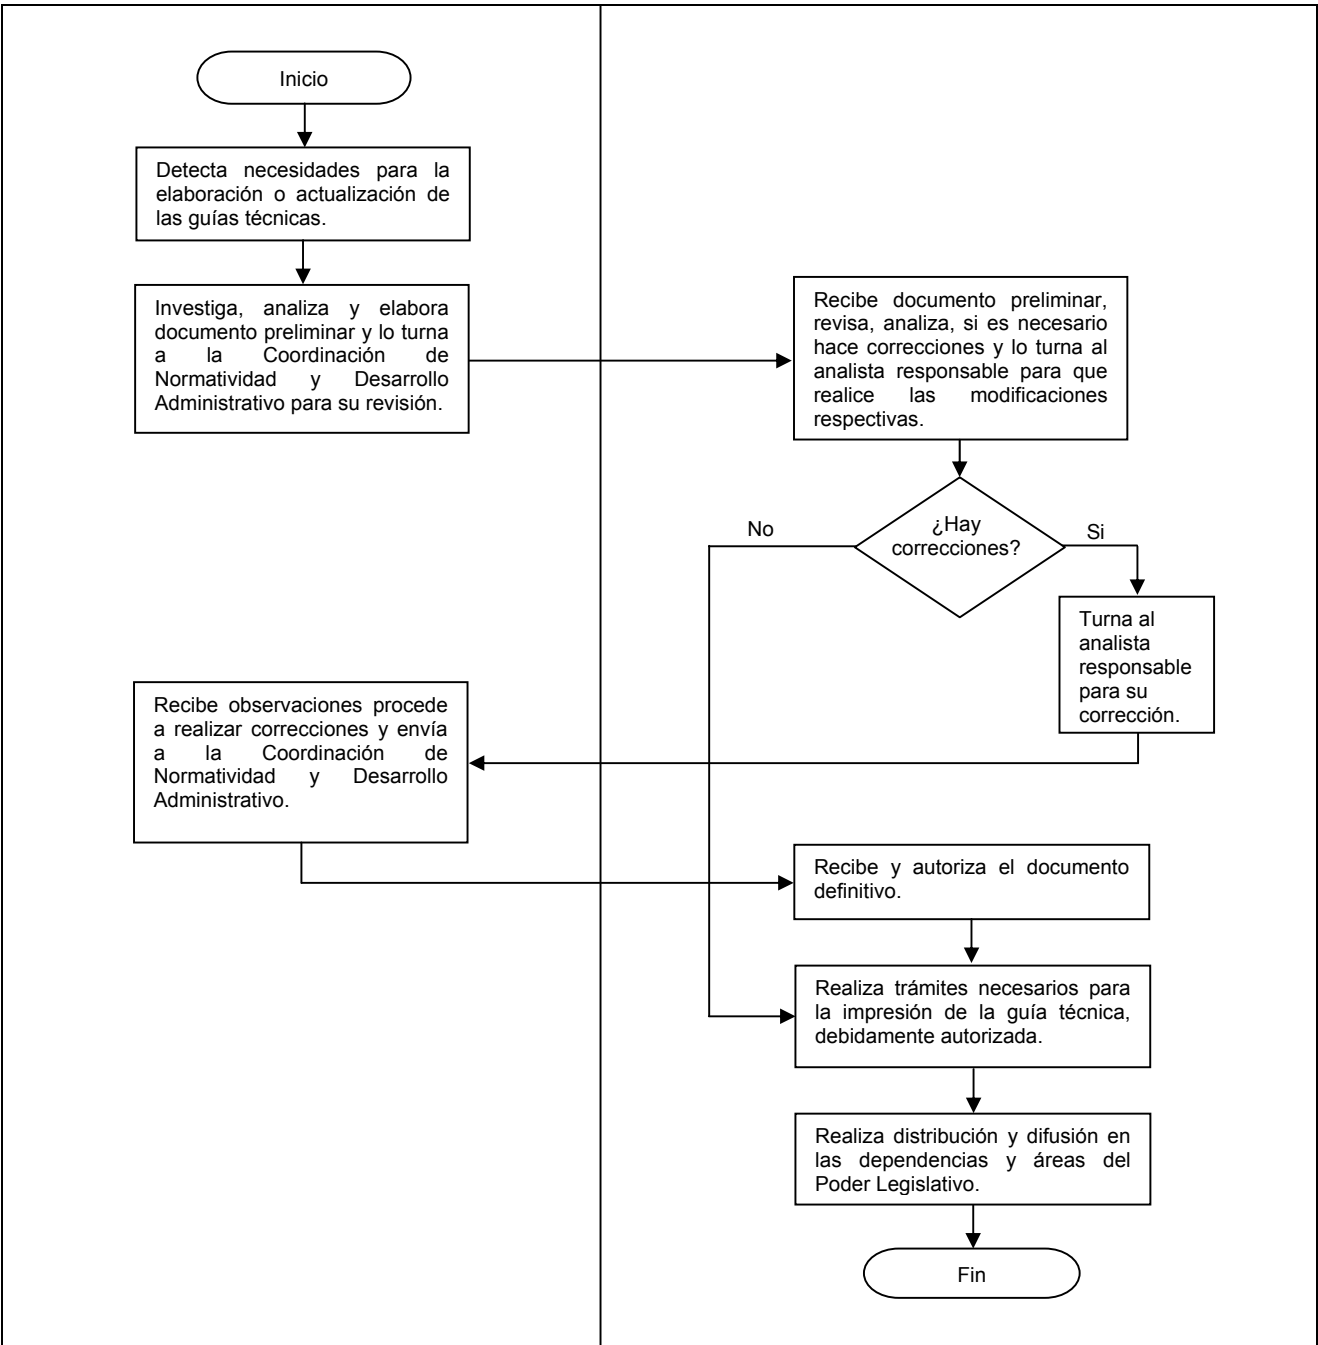 Inicio
Detecta necesidades para la
elaboración o actualización de
las guías técnicas.
Investiga, analiza y elabora
documento preliminar y lo turna
a la Coordinación de
Normatividad y Desarrollo
Administrativo para su revisión.
Recibe documento preliminar,
revisa, analiza, si es necesario
hace correcciones y lo turna al
analista responsable para que
realice las modificaciones
respectivas.
¿Hay
correcciones?
No
Si
Turna al
analista
responsable
para su
corrección.
Recibe observaciones procede
a realizar correcciones y envía
a la Coordinación de
Normatividad y Desarrollo
Administrativo.
Recibe y autoriza el documento
definitivo.
Realiza trámites necesarios para
la impresión de la guía técnica,
debidamente autorizada.
Realiza distribución y difusión en
las dependencias y áreas del
Poder Legislativo.
Fin